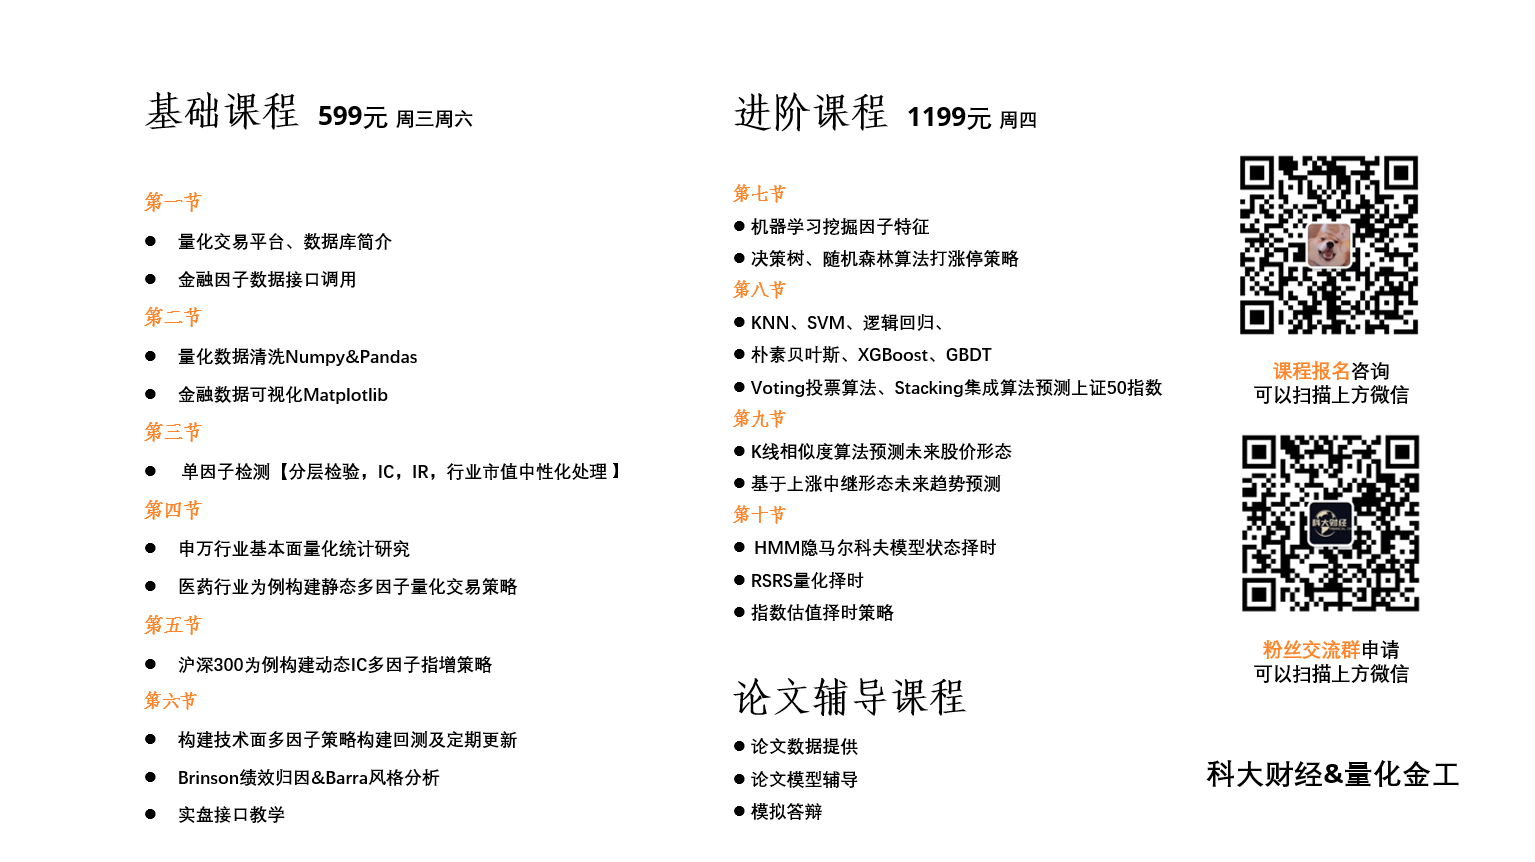 基础课程 599元 周三周六
第一节
● 量化交易平台、数据库简介
● 金融因子数据接口调用
第二节
● 量化数据清洗Numpy&Pandas
● 金融数据可视化Matplotlib
第三节
● 单因子检测【分层检验，IC，IR，行业市值中性化处理】
第四节
● 申万行业基本面量化统计研究
● 医药行业为例构建静态多因子量化交易策略
第五节
● 沪深300为例构建动态IC多因子指增策略
第六节
● 构建技术面多因子策略构建回测及定期更新
● Brinson绩效归因&Barra风格分析
● 实盘接口教学
进阶课程 1199元 周四
第七节
● 机器学习挖掘因子特征
● 决策树、随机森林算法打涨停策略
第八节
● KNN、SVM、逻辑回归、
● 朴素贝叶斯、XGBoost、GBDT
● Voting投票算法、Stacking集成算法预测上证50指数
第九节
● K线相似度算法预测未来股价形态
● 基于上涨中继形态未来趋势预测
第十节
● HMM隐马尔科夫模型状态择时
● RSRS量化择时
● 指数估值择时策略
论文辅导课程
● 论文数据提供
● 论文模型辅导
● 模拟答辩
课程报名咨询
可以扫描上方微信
科大财经
粉丝交流群申请
可以扫描上方微信
科大财经&量化金工